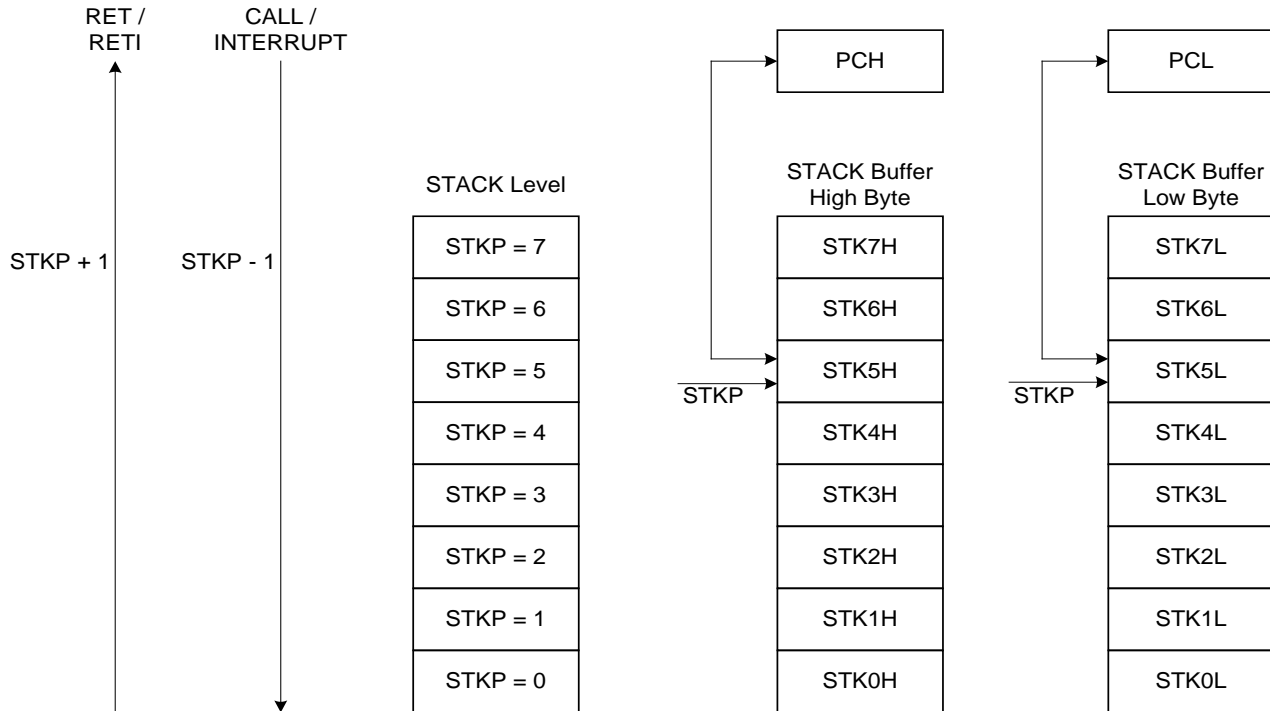 RET /
RETI
CALL /
INTERRUPT
PCH
PCL
STKP + 1
STKP - 1
STACK Level
STKP = 7
STKP = 6
STKP = 5
STKP = 4
STKP = 3
STKP = 2
STKP = 1
STKP = 0
STACK Buffer
High Byte
STK7H
STK6H
STK5H
STK4H
STK3H
STK2H
STK1H
STK0H
STKP
STACK Buffer
Low Byte
STK7L
STK6L
STK5L
STK4L
STK3L
STK2L
STK1L
STK0L
STKP